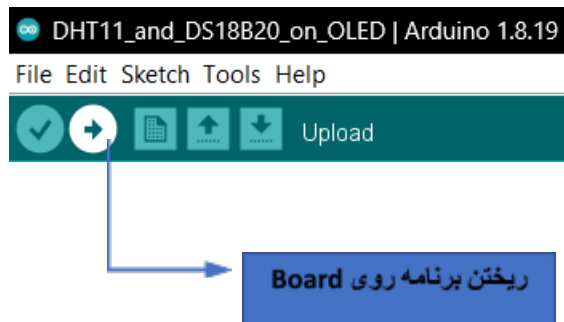 DHT11_and_DS18B20_on_OLED | Arduino 1.8.19
File Edit Sketch Tools Help
Upload
ریختن برنامه روی Board